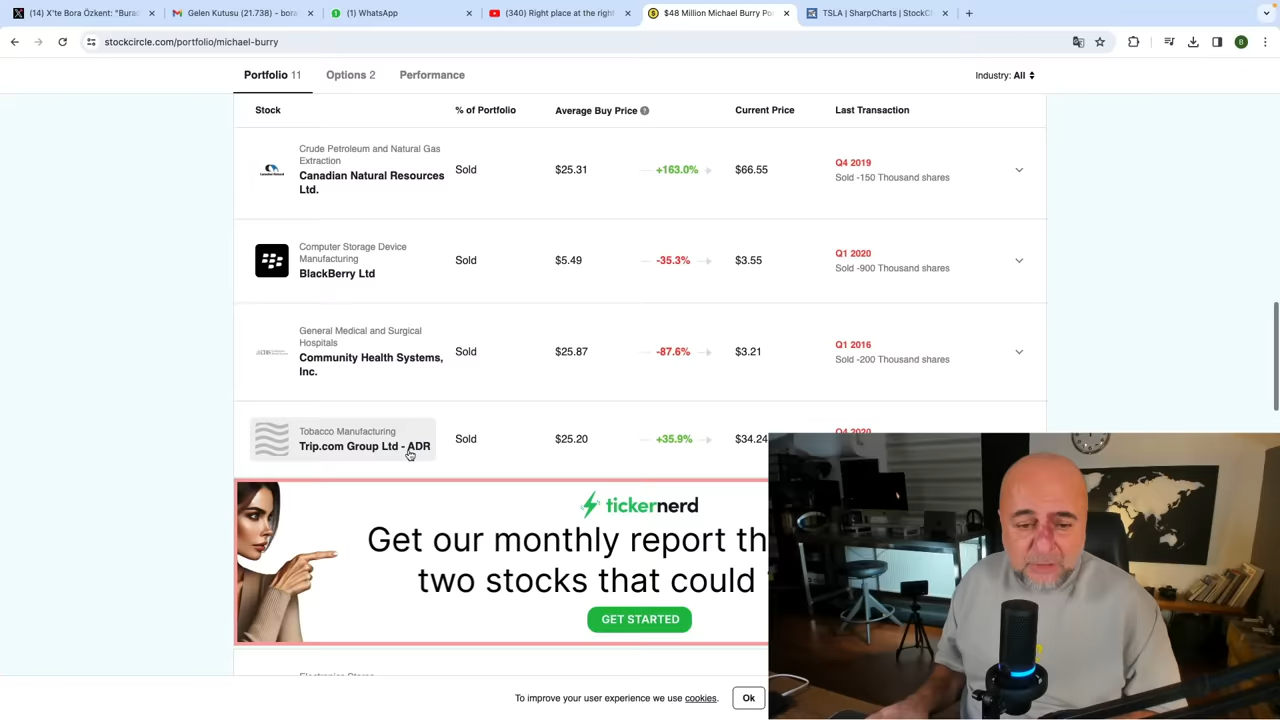 (14) X'te Bora Özkent: "Burac
Gelen Kutusu (21.738) - bora
(1) WhatsApp
(340) Right place at the right
$48 Million Michael Burry Po
TSLA | SharpCharts | StockC
stockcircle.com/portfolio/michael-burry
B
Portfolio 11
Options 2
Performance
Industry: All
Stock
% of Portfolio
Average Buy Price ?
Current Price
Last Transaction
Crude Petroleum and Natural Gas
Extraction
Canadian Natural Resources
Ltd.
Sold
$25.31
+163.0%
$66.55
Q4 2019
Sold -150 Thousand shares
Computer Storage Device
Manufacturing
BlackBerry Ltd
Sold
$5.49
-35.3%
$3.55
Q1 2020
Sold -900 Thousand shares
General Medical and Surgical
Hospitals
Community Health Systems,
Inc.
Sold
$25.87
-87.6%
$3.21
Q1 2016
Sold -200 Thousand shares
Tobacco Manufacturing
Trip.com Group Ltd - ADR
Sold
$25.20
+35.9%
$34.24
Q4 2020
tickernerd
Get our monthly report th
two stocks that could
GET STARTED
Electronics Stores
To improve your user experience we use cookies.
Ok